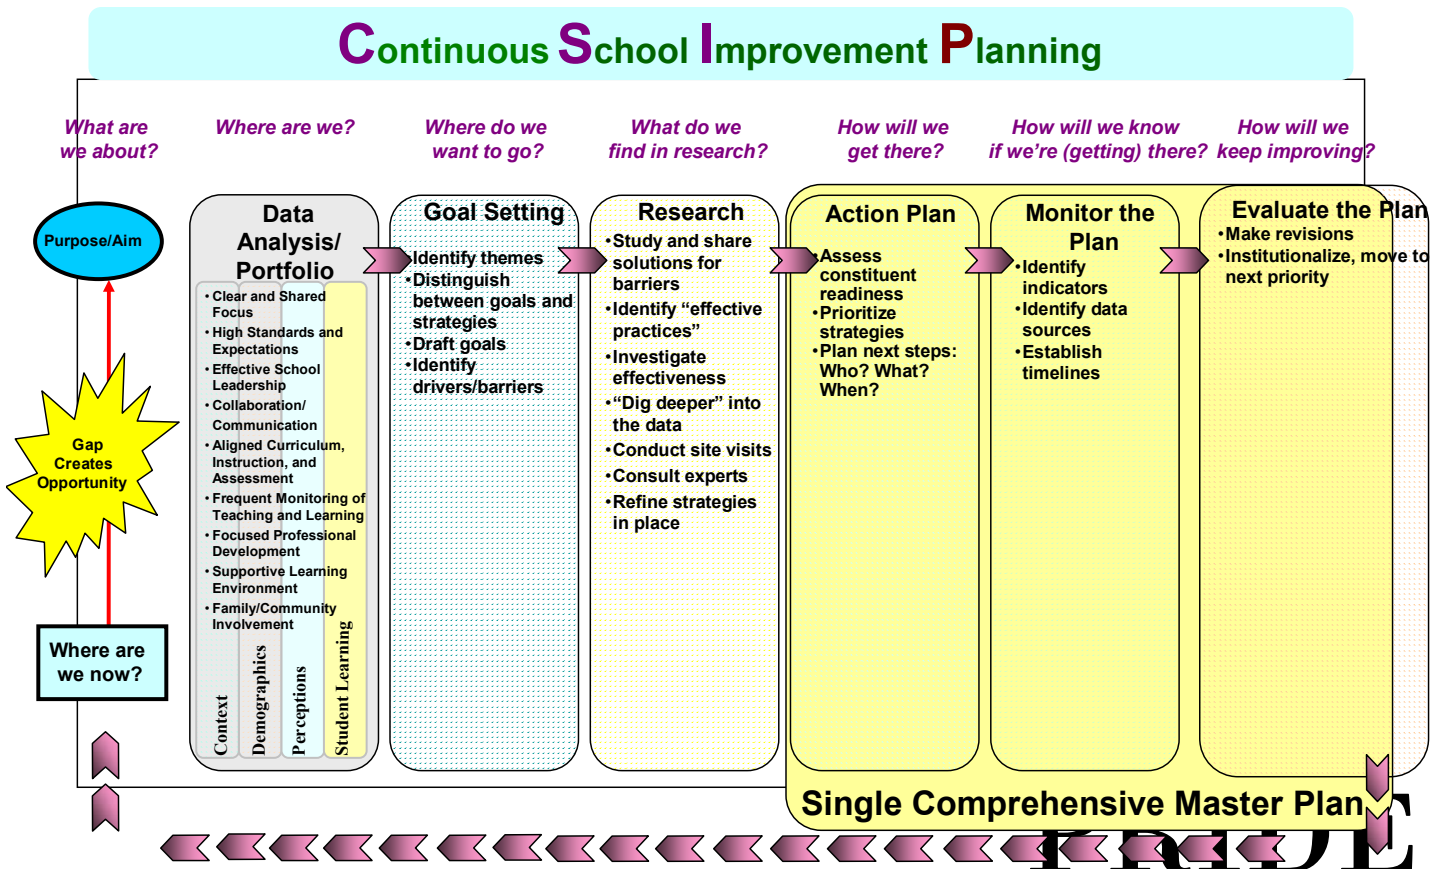 Continuous School Improvement Planning
What are
we about?
Where are we?
Where do we
want to go?
What do we
find in research?
How will we
get there?
How will we know
if we’re (getting) there?
How will we
keep improving?
Purpose/Aim
Gap
Creates
Opportunity
Where are
we now?
Data
Analysis/
Portfolio
•Clear and Shared
Focus
•High Standards and
Expectations
•Effective School
Leadership
•Collaboration/
Communication
•Aligned Curriculum,
Instruction, and
Assessment
•Frequent Monitoring of
Teaching and Learning
•Focused Professional
Development
•Supportive Learning
Environment
•Family/Community
Involvement
Context
Demographics
Perceptions
Student Learning
Goal Setting
•Identify themes
•Distinguish
between goals and
strategies
•Draft goals
•Identify
drivers/barriers
Research
•Study and share
solutions for
barriers
•Identify “effective
practices”
•Investigate
effectiveness
•“Dig deeper” into
the data
•Conduct site visits
•Consult experts
•Refine strategies
in place
Action Plan
•Assess
constituent
readiness
•Prioritize
strategies
•Plan next steps:
Who? What?
When?
Monitor the
Plan
•Identify
indicators
•Identify data
sources
•Establish
timelines
Evaluate the Plan
•Make revisions
•Institutionalize, move to
next priority
Single Comprehensive Master Plan
PRIDE